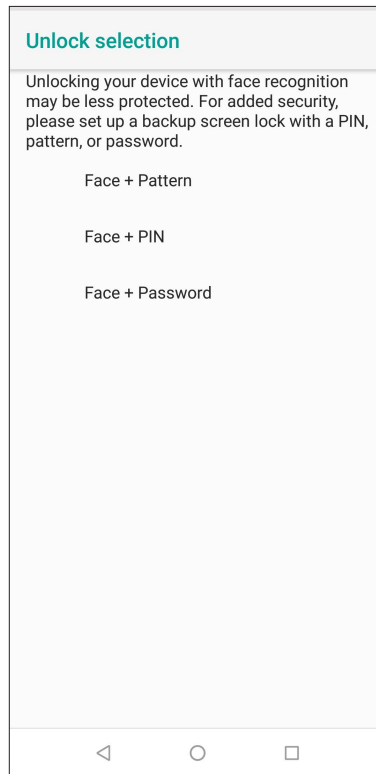 Unlock selection
Unlocking your device with face recognition
may be less protected. For added security,
please set up a backup screen lock with a PIN,
pattern, or password.
Face + Pattern
Face + PIN
Face + Password